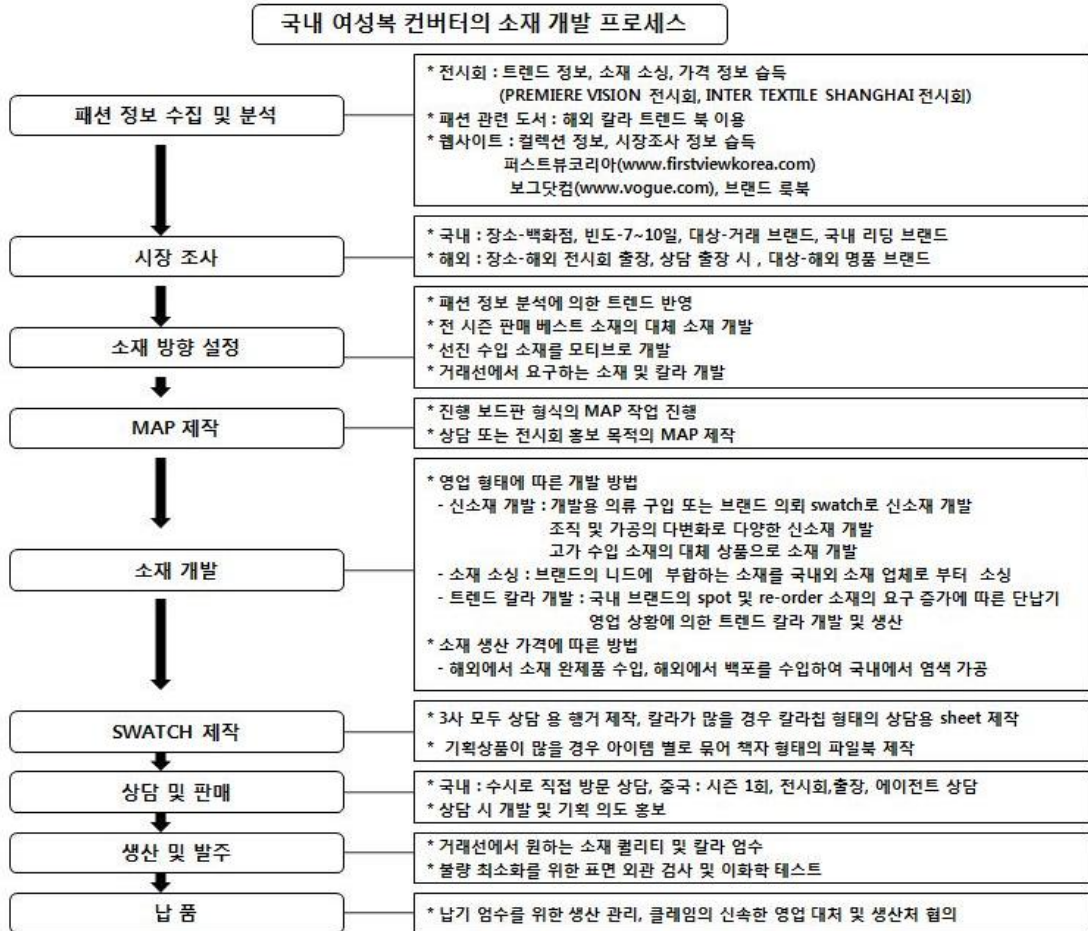 국내 여성복 컨버터의 소재 개발 프로세스
패션 정보 수집 및 분석
* 전시회 : 트렌드 정보, 소재 소싱, 가격 정보 습득
(PREMIERE VISION 전시회, INTER TEXTILE SHANGHAI 전시회)
* 패션 관련 도서 : 해외 칼라 트렌드 북 이용
* 웹사이트 : 컬렉션 정보, 시장조사 정보 습득
퍼스트뷰코리아(www.firstviewkorea.com)
보그닷컴(www.vogue.com), 브랜드 룩북
시장 조사
* 국내 : 장소-백화점, 빈도-7~10일, 대상-거래 브랜드, 국내 리딩 브랜드
* 해외 : 장소-해외 전시회 출장, 상담 출장 시 , 대상-해외 명품 브랜드
소재 방향 설정
* 패션 정보 분석에 의한 트렌드 반영
* 전 시즌 판매 베스트 소재의 대체 소재 개발
* 선진 수입 소재를 모티브로 개발
* 거래선에서 요구하는 소재 및 칼라 개발
MAP 제작
* 진행 보드판 형식의 MAP 작업 진행
* 상담 또는 전시회 홍보 목적의 MAP 제작
소재 개발
* 영업 형태에 따른 개발 방법
- 신소재 개발 : 개발용 의류 구입 또는 브랜드 의뢰 swatch로 신소재 개발
조직 및 가공의 다변화로 다양한 신소재 개발
고가 수입 소재의 대체 상품으로 소재 개발
- 소재 소싱 : 브랜드의 니드에 부합하는 소재를 국내외 소재 업체로 부터 소싱
- 트렌드 칼라 개발 : 국내 브랜드의 spot 및 re-order 소재의 요구 증가에 따른 단납기
영업 상황에 의한 트렌드 칼라 개발 및 생산
* 소재 생산 가격에 따른 방법
- 해외에서 소재 완제품 수입, 해외에서 백포를 수입하여 국내에서 염색 가공
SWATCH 제작
* 3사 모두 상담 용 행거 제작, 칼라가 많을 경우 칼라칩 형태의 상담용 sheet 제작
* 기획상품이 많을 경우 아이템 별로 묶어 책자 형태의 파일북 제작
상담 및 판매
* 국내 : 수시로 직접 방문 상담, 중국 : 시즌 1회, 전시회,출장, 에이전트 상담
* 상담 시 개발 및 기획 의도 홍보
생산 및 발주
* 거래선에서 원하는 소재 퀄리티 및 칼라 엄수
* 불량 최소화를 위한 표면 외관 검사 및 이화학 테스트
납 품
* 납기 엄수를 위한 생산 관리, 클레임의 신속한 영업 대처 및 생산처 협의